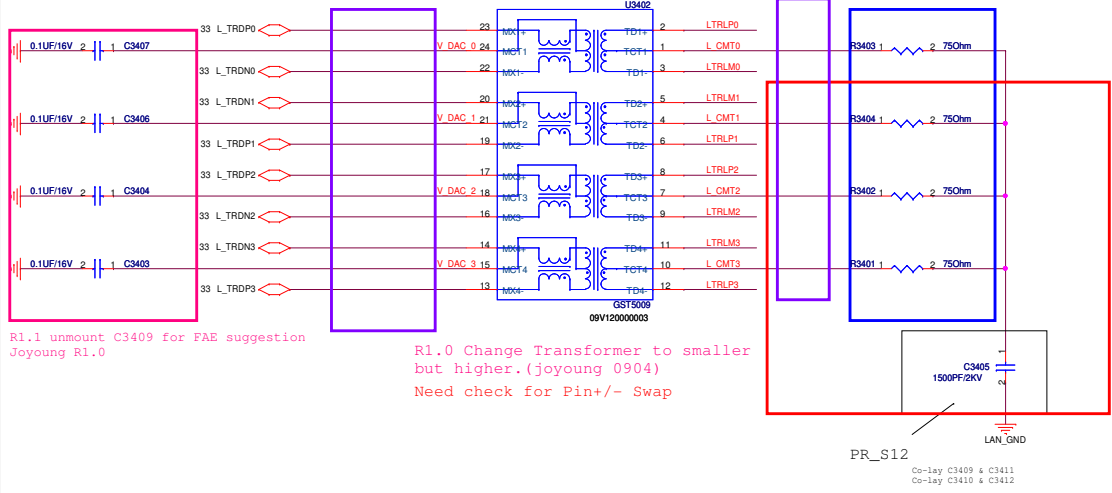 U3402
33 L_TRDP0 23 MX1+ TD1+ 2 LTRLP0
0.1UF/16V 2 1 C3407 V_DAC_0 24 MCT1 TCT1 1 L_CMT0 R3403 1 2 75Ohm
33 L_TRDN0 22 MX1- TD1- 3 LTRLM0
33 L_TRDN1 20 MX2+ TD2+ 5 LTRLM1
0.1UF/16V 2 1 C3406 V_DAC_1 21 MCT2 TCT2 4 L_CMT1 R3404 1 2 75Ohm
33 L_TRDP1 19 MX2- TD2- 6 LTRLP1
33 L_TRDP2 17 MX3+ TD3+ 8 LTRLP2
0.1UF/16V 2 1 C3404 V_DAC_2 18 MCT3 TCT3 7 L_CMT2 R3402 1 2 75Ohm
33 L_TRDN2 16 MX3- TD3- 9 LTRLM2
33 L_TRDN3 14 MX4+ TD4+ 11 LTRLM3
0.1UF/16V 2 1 C3403 V_DAC_3 15 MCT4 TCT4 10 L_CMT3 R3401 1 2 75Ohm
33 L_TRDP3 13 MX4- TD4- 12 LTRLP3
GST5009
09V120000003
R1.1 unmount C3409 for FAE suggestion
Joyoung R1.0
R1.0 Change Transformer to smaller
but higher.(joyoung 0904)
Need check for Pin+/- Swap
1
C3405
1500PF/2KV
2
LAN_GND
PR_S12
Co-lay C3409 & C3411
Co-lay C3410 & C3412